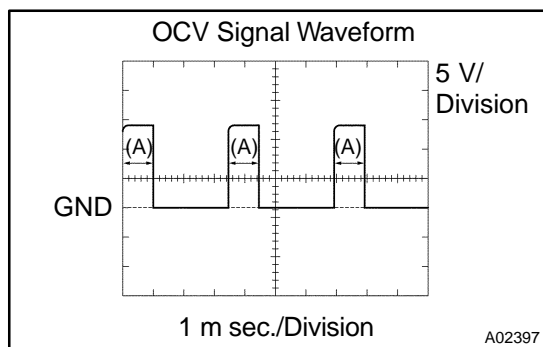 OCV Signal Waveform
5 V/
Division
(A) (A) (A)
GND
1 m sec./Division
A02397